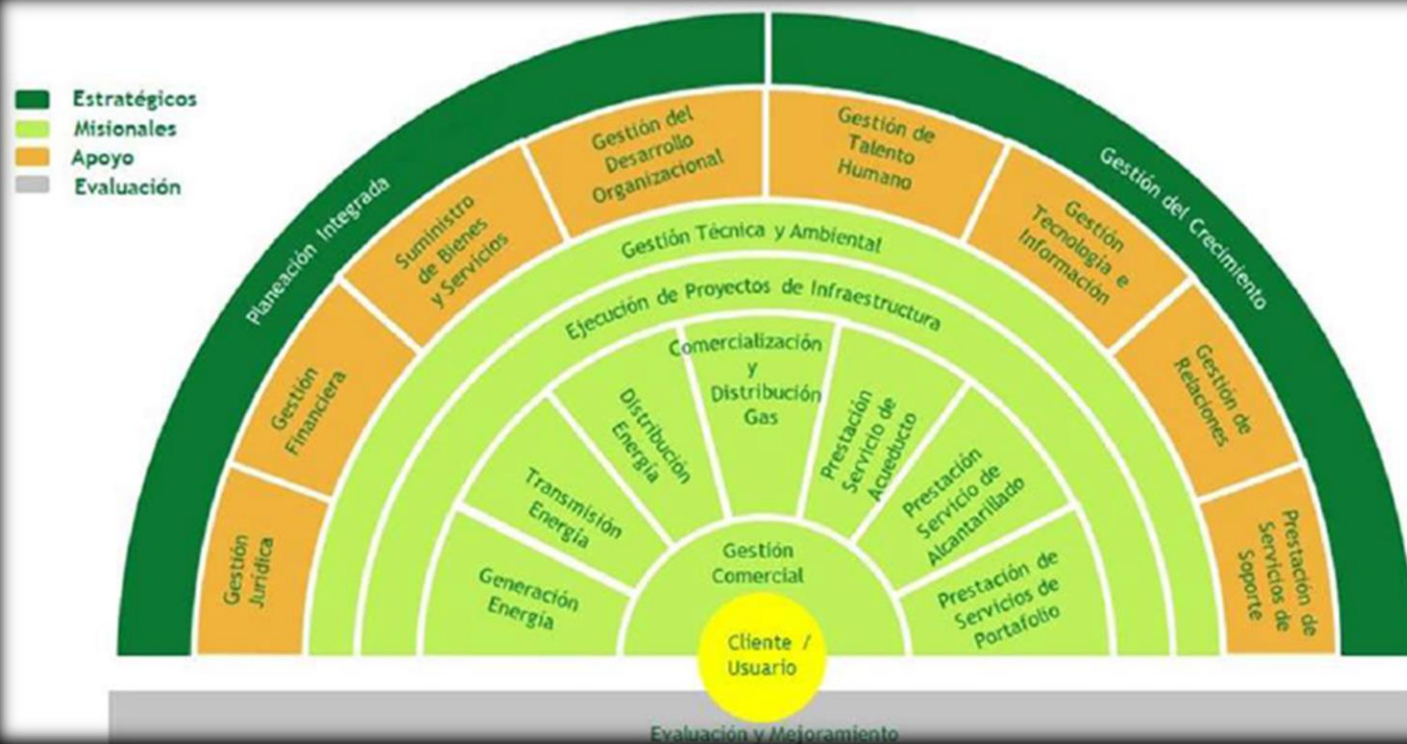 Estratégicos
Misionales
Apoyo
Evaluación
Planeación Integrada
Gestión del Crecimiento
Gestión
Jurídica
Gestión
Financiera
Suministro
de Bienes
y Servicios
Gestión del
Desarrollo
Organizacional
Gestión de
Talento
Humano
Gestión
Tecnología e
Información
Gestión de
Relaciones
Prestación de
Servicios de
Soporte
Gestión Técnica y Ambiental
Ejecución de Proyectos de Infraestructura
Generación
Energía
Transmisión
Energía
Distribución
Energía
Comercialización
y
Distribución
Gas
Prestación
Servicio de
Acueducto
Prestación
Servicio de
Alcantarillado
Prestación de
Servicios de
Portafolio
Gestión
Comercial
Cliente /
Usuario
Evaluación y Mejoramiento